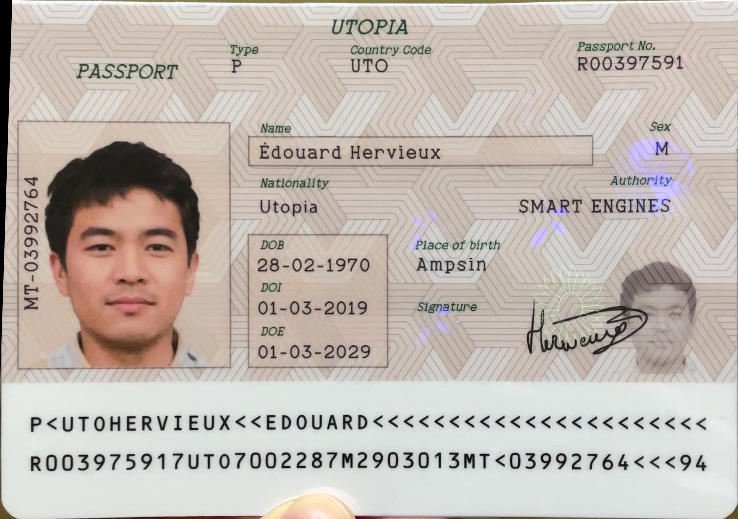 UTOPIA
PASSPORT
Type
P
Country Code
UTO
Passport No.
R00397591
Name
Édouard Hervieux
Sex
M
Nationality
Utopia
Authority
SMART ENGINES
DOB
28-02-1970
Place of birth
Ampsin
DOI
01-03-2019
Signature
DOE
01-03-2029
MT-03992764
P<UTOHERVIEUX<<EDOUARD<<<<<<<<<<<<<<<<<<<<<<
R003975917UTO7002287M2903013MT<03992764<<<94